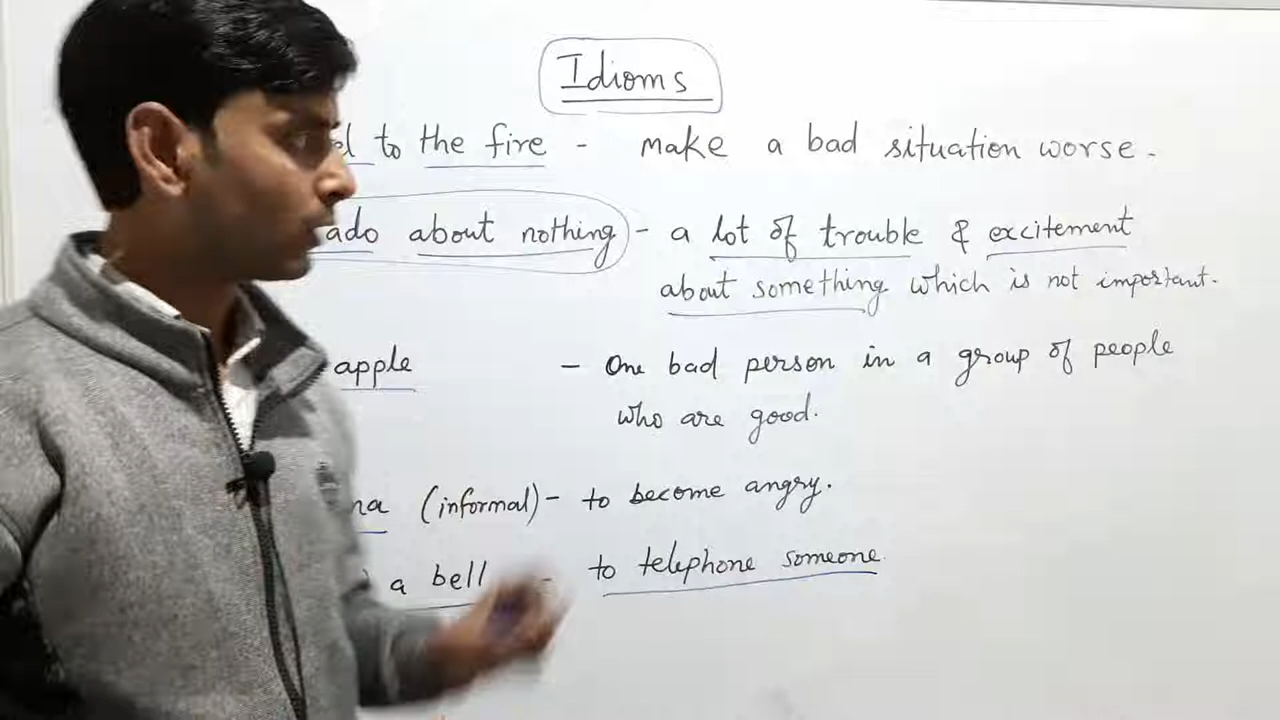 Idioms
to the fire - make a bad situation worse.
ado about nothing - a lot of trouble & excitement
about something which is not important.
apple - One bad person in a group of people
who are good.
(informal) - to become angry.
a bell - to telephone someone